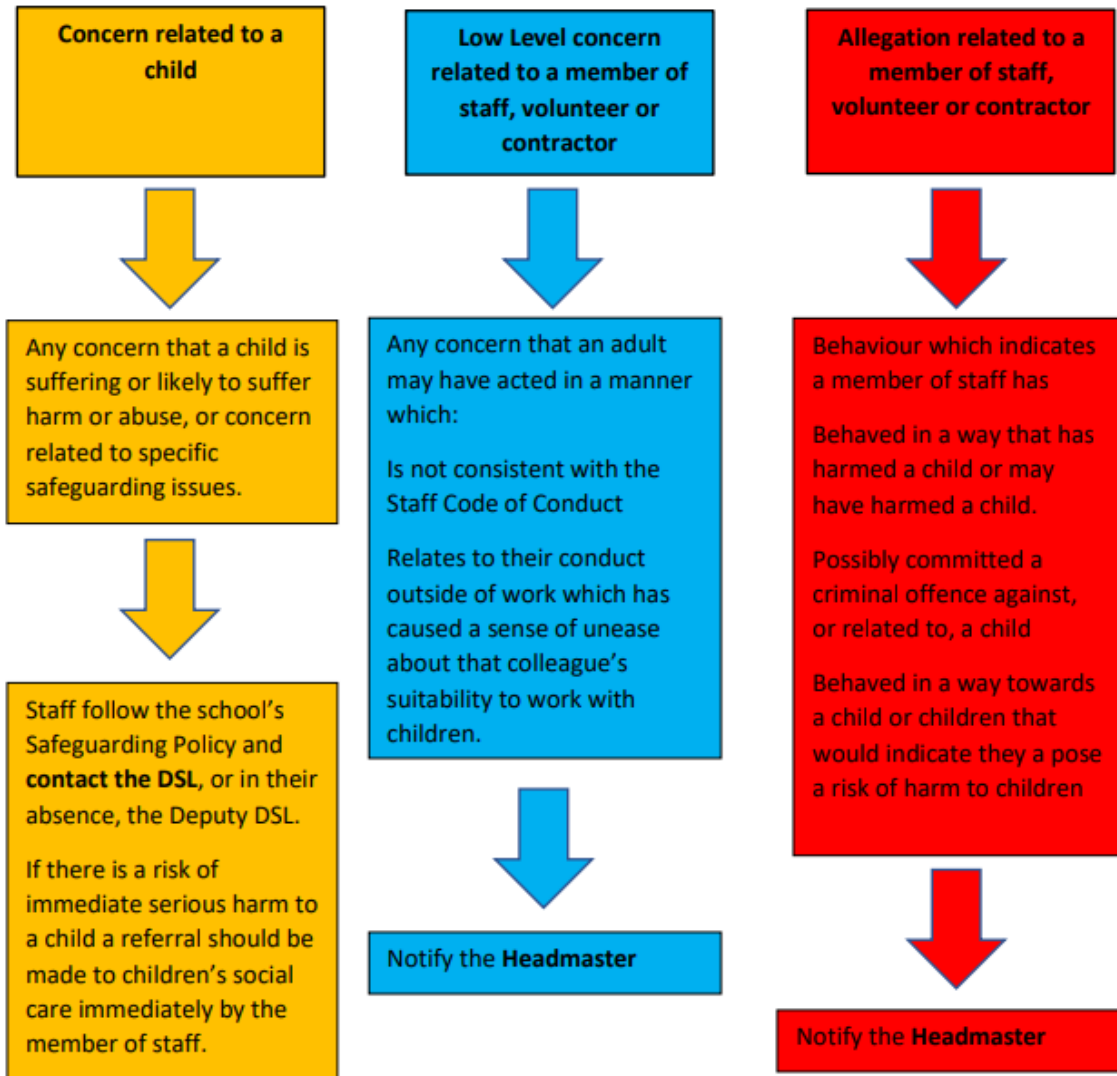 Concern related to a
child
Any concern that a child is
suffering or likely to suffer
harm or abuse, or concern
related to specific
safeguarding issues.
Staff follow the school’s
Safeguarding Policy and
contact the DSL, or in their
absence, the Deputy DSL.
If there is a risk of
immediate serious harm to
a child a referral should be
made to children’s social
care immediately by the
member of staff.
Low Level concern
related to a member of
staff, volunteer or
contractor
Any concern that an adult
may have acted in a manner
which:
Is not consistent with the
Staff Code of Conduct
Relates to their conduct
outside of work which has
caused a sense of unease
about that colleague’s
suitability to work with
children.
Notify the Headmaster
Allegation related to a
member of staff,
volunteer or contractor
Behaviour which indicates
a member of staff has
Behaved in a way that has
harmed a child or may
have harmed a child.
Possibly committed a
criminal offence against,
or related to, a child
Behaved in a way towards
a child or children that
would indicate they a pose
a risk of harm to children
Notify the Headmaster